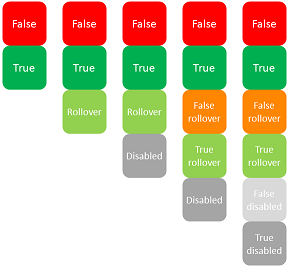 False False False False False
True True True True True
Rollover Rollover False
rollover False
rollover
Disabled True
rollover True
rollover
Disabled False
disabled
True
disabled